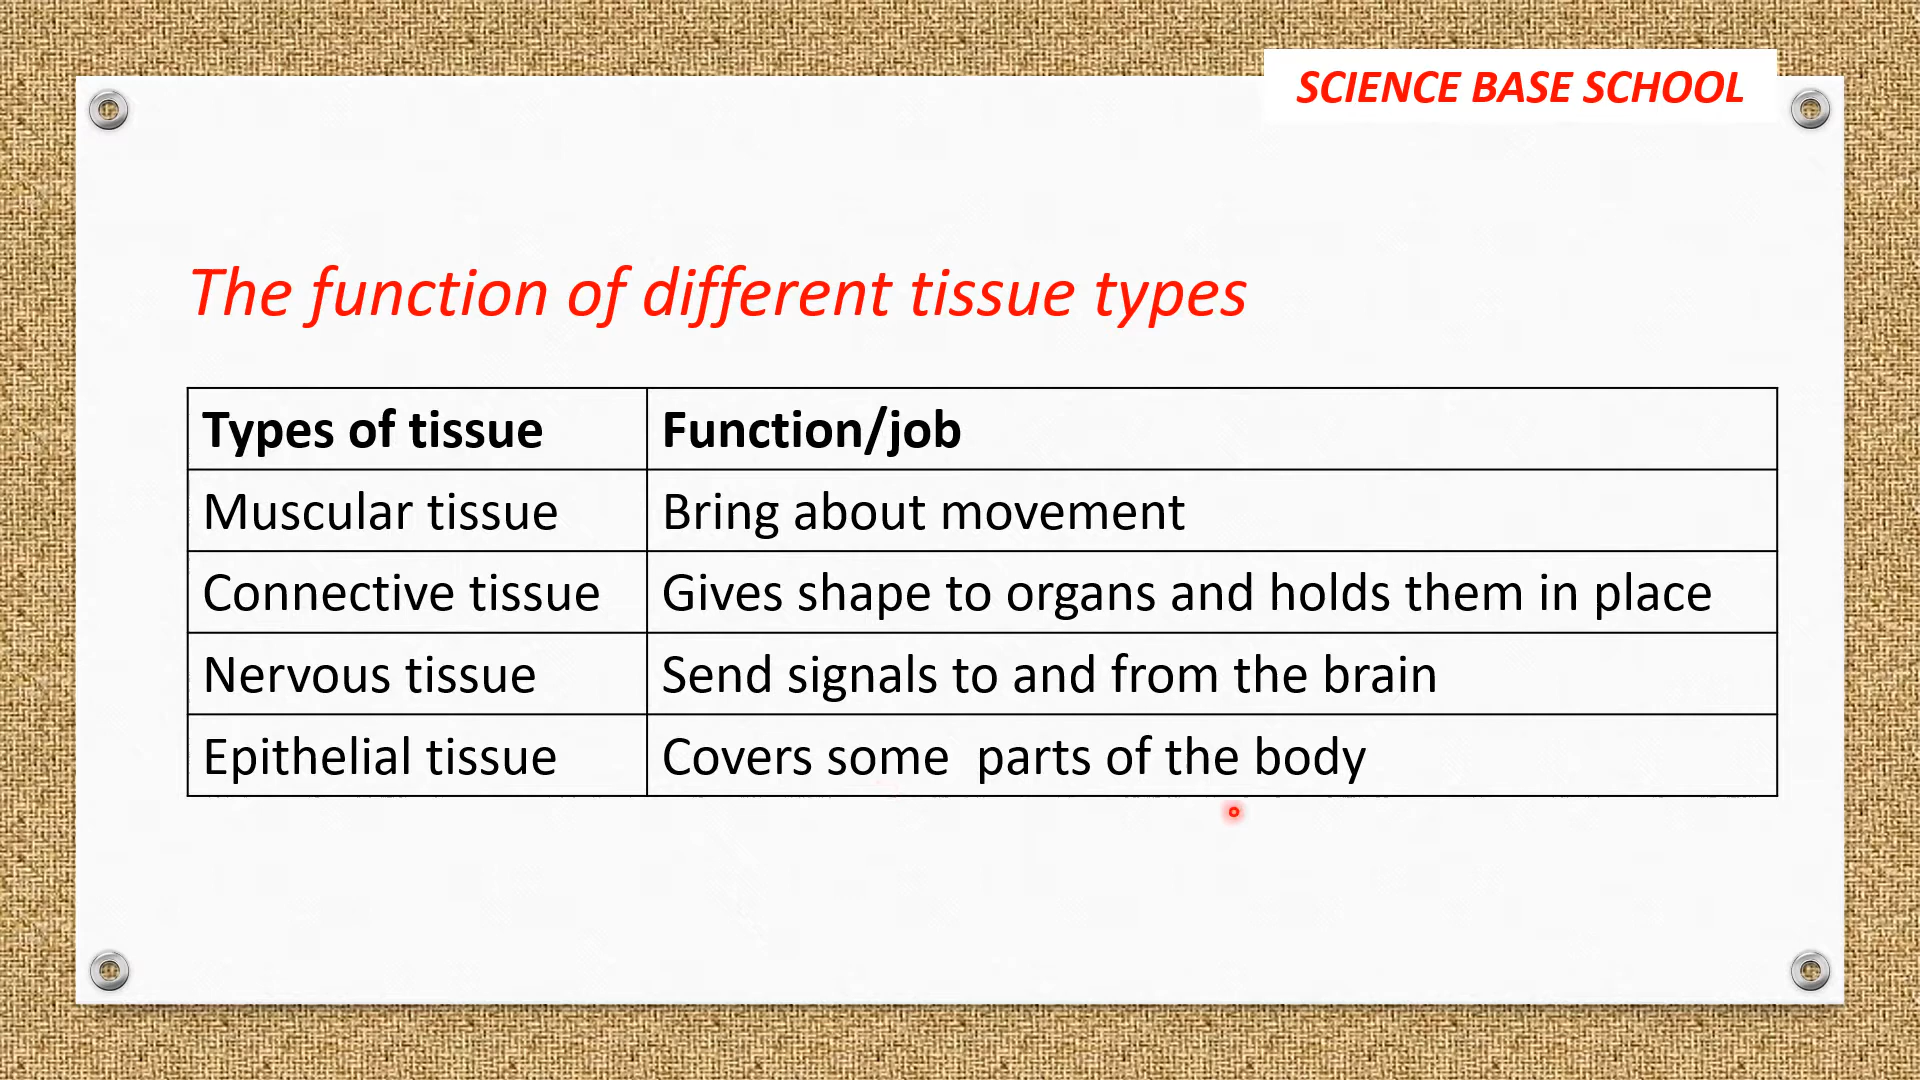 SCIENCE BASE SCHOOL
The function of different tissue types
Types of tissue Function/job
Muscular tissue Bring about movement
Connective tissue Gives shape to organs and holds them in place
Nervous tissue Send signals to and from the brain
Epithelial tissue Covers some  parts of the body